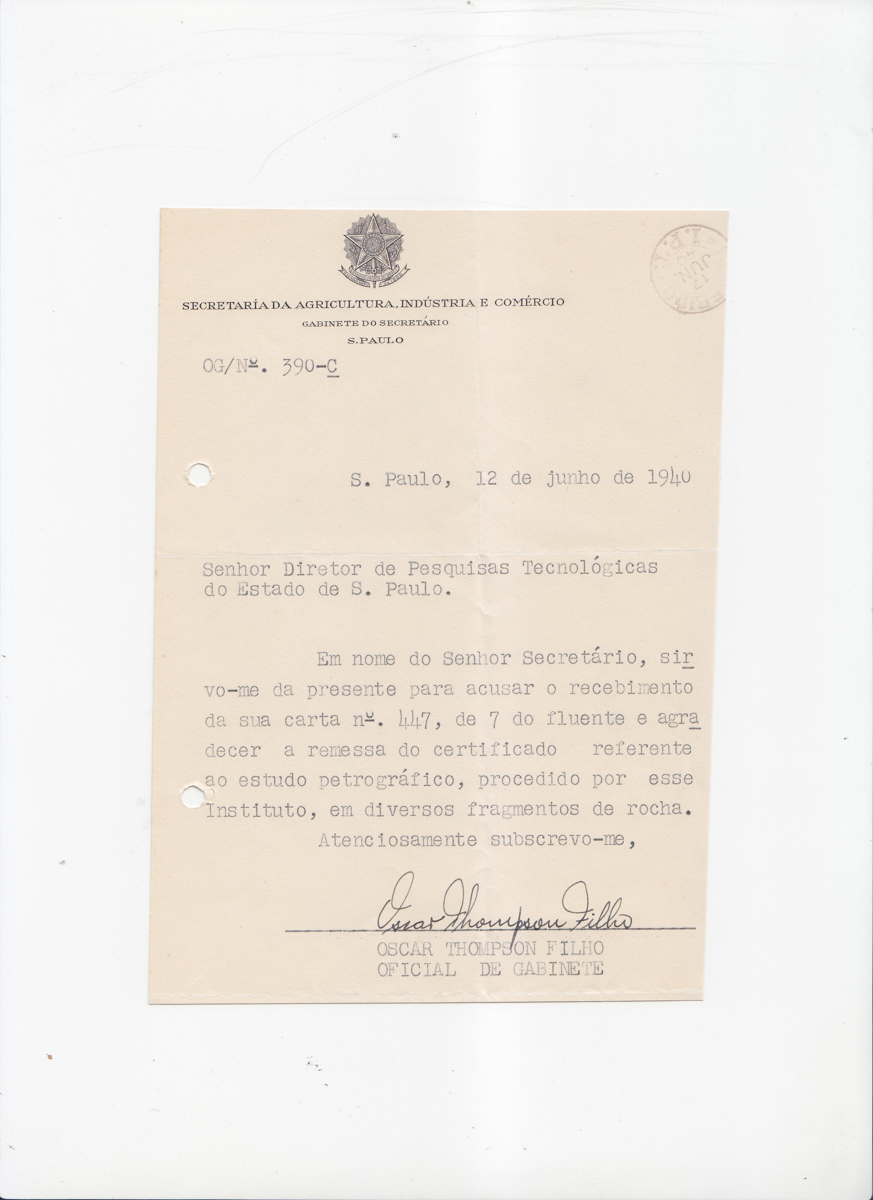 SECRETARÍA DA AGRICULTURA, INDÚSTRIA E COMÉRCIO
GABINETE DO SECRETÁRIO
S. PAULO
OG/Nº. 390-C
S. Paulo, 12 de junho de 1940
Senhor Diretor de Pesquisas Tecnológicas
do Estado de S. Paulo.
Em nome do Senhor Secretário, sir
vo-me da presente para acusar o recebimento
da sua carta nº. 447, de 7 do fluente e agra
decer a remessa do certificado referente
ao estudo petrográfico, procedido por esse
Instituto, em diversos fragmentos de rocha.
Atenciosamente subscrevo-me,
Oscar Thompson Filho
OSCAR THOMPSON FILHO
OFICIAL DE GABINETE